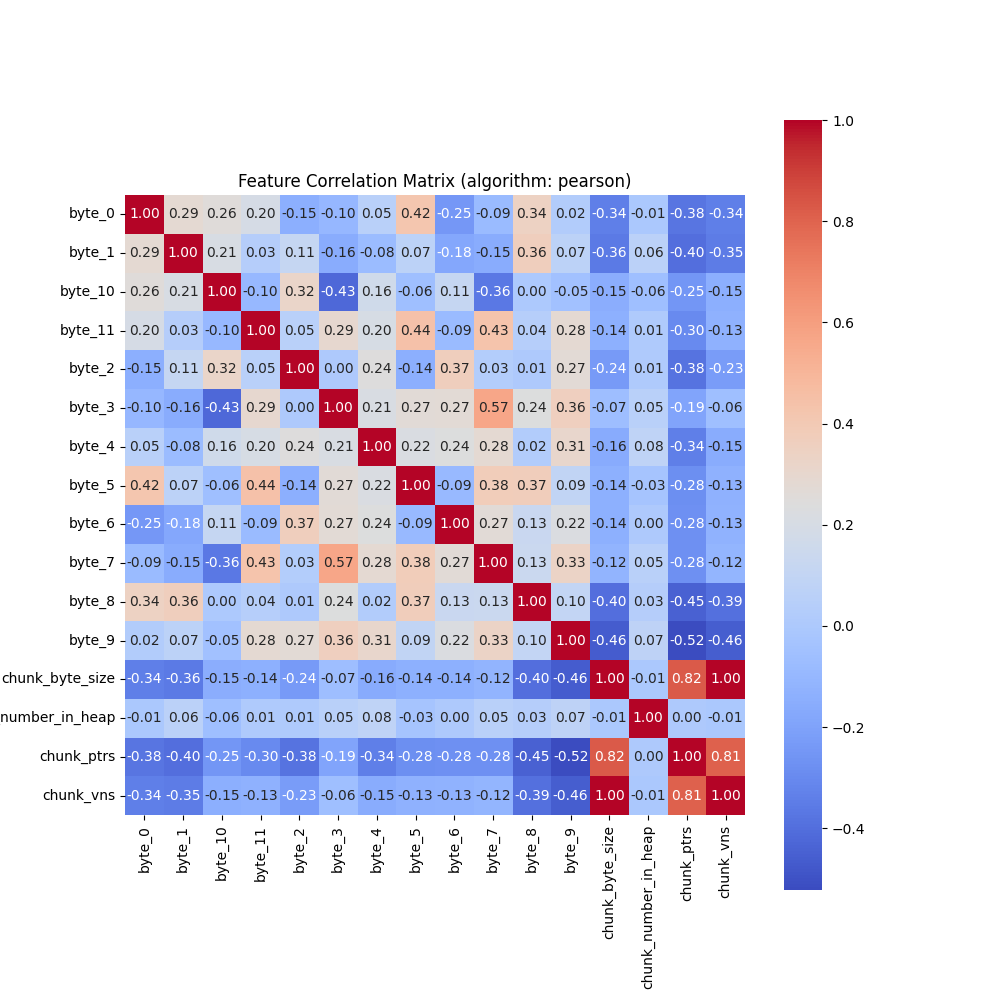 Feature Correlation Matrix (algorithm: pearson)
byte_0 1.00 0.29 0.26 0.20 -0.15 -0.10 0.05 0.42 -0.25 -0.09 0.34 0.02 -0.34 -0.01 -0.38 -0.34
byte_1 0.29 1.00 0.21 0.03 0.11 -0.16 -0.08 0.07 -0.18 -0.15 0.36 0.07 -0.36 0.06 -0.40 -0.35
byte_10 0.26 0.21 1.00 -0.10 0.32 -0.43 0.16 -0.06 0.11 -0.36 0.00 -0.05 -0.15 -0.06 -0.25 -0.15
byte_11 0.20 0.03 -0.10 1.00 0.05 0.29 0.20 0.44 -0.09 0.43 0.04 0.28 -0.14 0.01 -0.30 -0.13
byte_2 -0.15 0.11 0.32 0.05 1.00 0.00 0.24 -0.14 0.37 0.03 0.01 0.27 -0.24 0.01 -0.38 -0.23
byte_3 -0.10 -0.16 -0.43 0.29 0.00 1.00 0.21 0.27 0.27 0.57 0.24 0.36 -0.07 0.05 -0.19 -0.06
byte_4 0.05 -0.08 0.16 0.20 0.24 0.21 1.00 0.22 0.24 0.28 0.02 0.31 -0.16 0.08 -0.34 -0.15
byte_5 0.42 0.07 -0.06 0.44 -0.14 0.27 0.22 1.00 -0.09 0.38 0.37 0.09 -0.14 -0.03 -0.28 -0.13
byte_6 -0.25 -0.18 0.11 -0.09 0.37 0.27 0.24 -0.09 1.00 0.27 0.13 0.22 -0.14 0.00 -0.28 -0.13
byte_7 -0.09 -0.15 -0.36 0.43 0.03 0.57 0.28 0.38 0.27 1.00 0.13 0.33 -0.12 0.05 -0.28 -0.12
byte_8 0.34 0.36 0.00 0.04 0.01 0.24 0.02 0.37 0.13 0.13 1.00 0.10 -0.40 0.03 -0.45 -0.39
byte_9 0.02 0.07 -0.05 0.28 0.27 0.36 0.31 0.09 0.22 0.33 0.10 1.00 -0.46 0.07 -0.52 -0.46
chunk_byte_size -0.34 -0.36 -0.15 -0.14 -0.24 -0.07 -0.16 -0.14 -0.14 -0.12 -0.40 -0.46 1.00 -0.01 0.82 1.00
number_in_heap -0.01 0.06 -0.06 0.01 0.01 0.05 0.08 -0.03 0.00 0.05 0.03 0.07 -0.01 1.00 0.00 -0.01
chunk_ptrs -0.38 -0.40 -0.25 -0.30 -0.38 -0.19 -0.34 -0.28 -0.28 -0.28 -0.45 -0.52 0.82 0.00 1.00 0.81
chunk_vns -0.34 -0.35 -0.15 -0.13 -0.23 -0.06 -0.15 -0.13 -0.13 -0.12 -0.39 -0.46 1.00 -0.01 0.81 1.00
byte_0 byte_1 byte_10 byte_11 byte_2 byte_3 byte_4 byte_5 byte_6 byte_7 byte_8 byte_9 chunk_byte_size chunk_number_in_heap chunk_ptrs chunk_vns
1.0
0.8
0.6
0.4
0.2
0.0
−0.2
−0.4